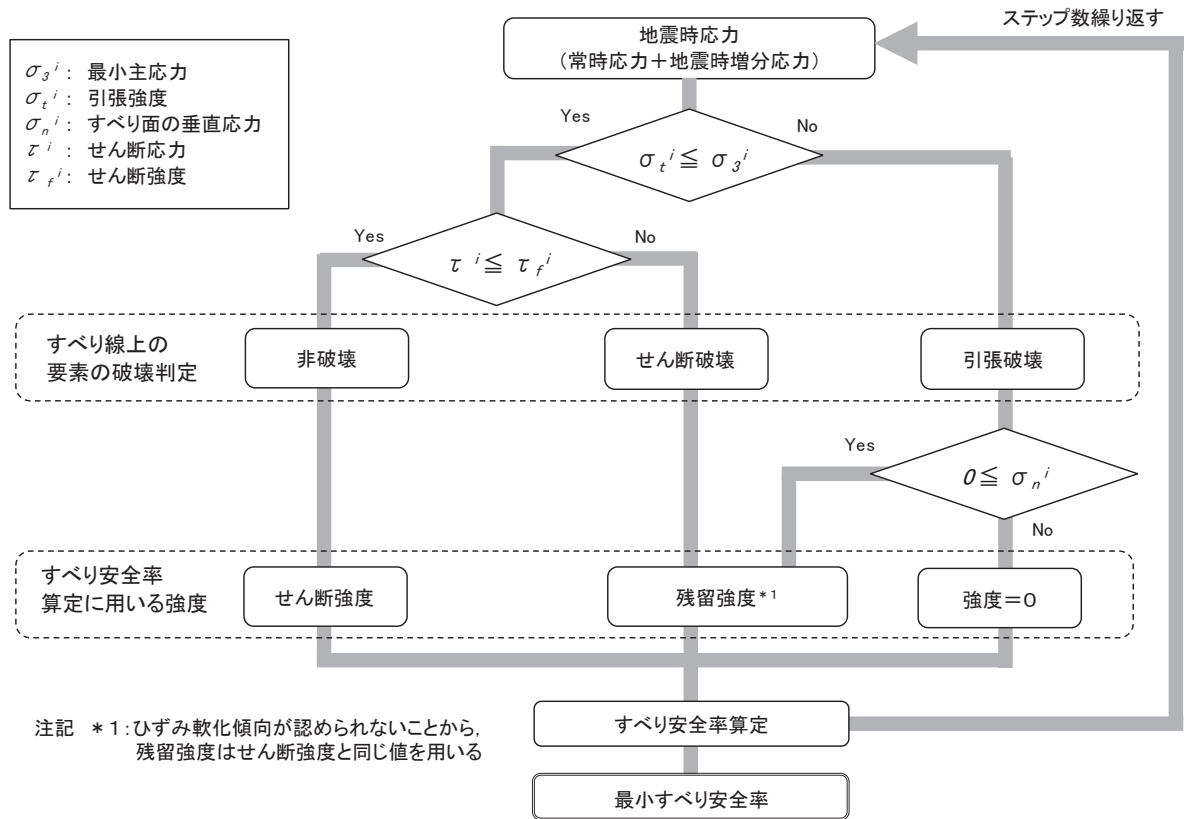 ステップ数繰り返す
地震時応力
(常時応力＋地震時増分応力)
σ₃ⁱ： 最小主応力
σₜⁱ： 引張強度
σₙⁱ： すべり面の垂直応力
τⁱ： せん断応力
τ_fⁱ： せん断強度
Yes
No
σₜⁱ≦ σ₃ⁱ
Yes
No
τⁱ≦ τ_fⁱ
すべり線上の
要素の破壊判定
非破壊
せん断破壊
引張破壊
Yes
0≦ σₙⁱ
No
すべり安全率
算定に用いる強度
せん断強度
残留強度*1
強度＝0
注記 ＊1：ひずみ軟化傾向が認められないことから，
残留強度はせん断強度と同じ値を用いる
すべり安全率算定
最小すべり安全率